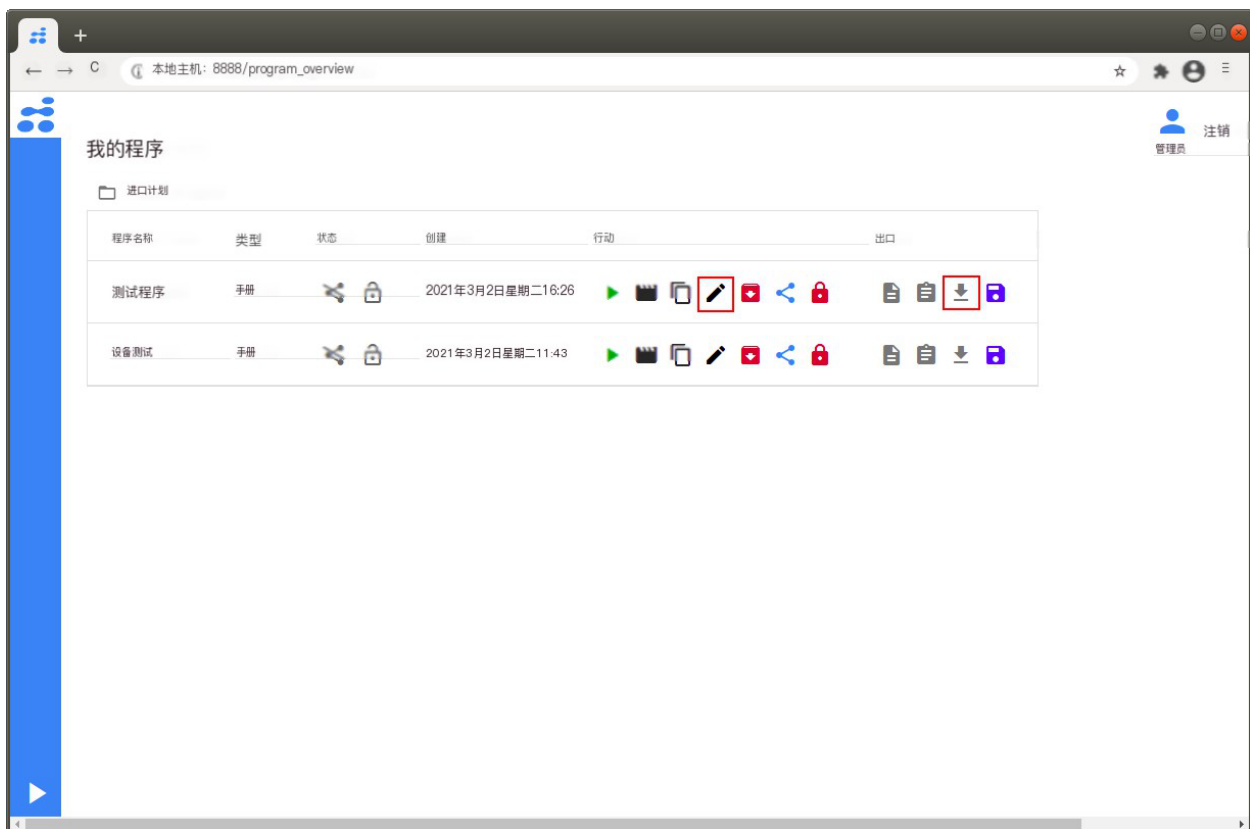 本地主机：8888/program_overview
注销
管理员
我的程序
进口计划
程序名称 类型 状态 创建 行动 出口
测试程序 手册 2021年3月2日星期二16:26
设备测试 手册 2021年3月2日星期二11:43